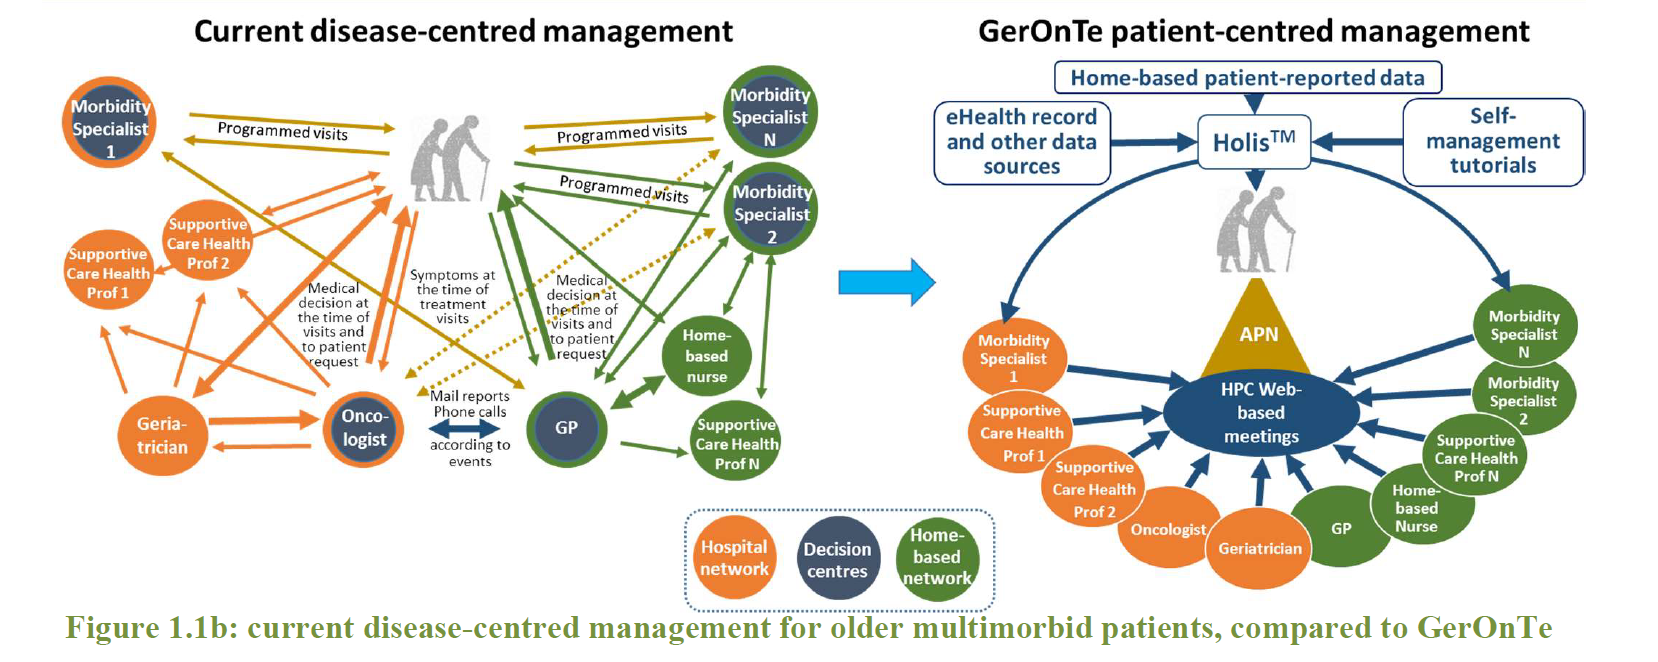 Current disease-centred management
Morbidity
Specialist
1
Programmed visits
Programmed visits
Morbidity
Specialist
N
Programmed visits
Morbidity
Specialist
2
Supportive
Care Health
Prof 2
Supportive
Care Health
Prof 1
Medical
decision at
the time of
visits and
to patient
request
Symptoms at
the time of
treatment
visits
Medical
decision at
the time of
visits and
to patient
request
Home-
based
nurse
Geria-
trician
Onco-
logist
Mail reports
Phone calls
according to
events
GP
Supportive
Care Health
Prof N
GerOnTe patient-centred management
Home-based patient-reported data
eHealth record
and other data
sources
Holis™
Self-
management
tutorials
APN
HPC Web-
based
meetings
Morbidity
Specialist
1
Supportive
Care Health
Prof 1
Supportive
Care Health
Prof 2
Oncologist
Geriatrician
GP
Home-
based
Nurse
Supportive
Care Health
Prof N
Morbidity
Specialist
2
Morbidity
Specialist
N
Hospital
network
Decision
centres
Home-
based
network
Figure 1.1b: current disease-centred management for older multimorbid patients, compared to GerOnTe